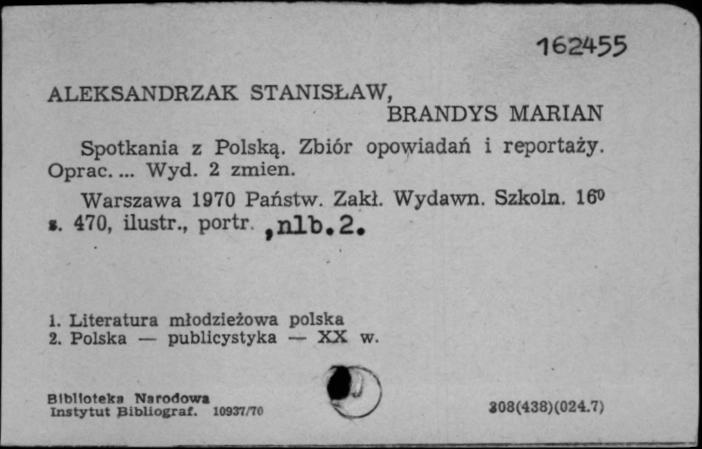 162455
ALEKSANDRZAK STANISŁAW,
BRANDYS MARIAN
Spotkania z Polską. Zbiór opowiadań i reportaży.
Oprac.... Wyd. 2 zmien.
Warszawa 1970 Państw. Zakł. Wydawn. Szkoln. 16⁰
s. 470, ilustr., portr. ,nlb.2.
1. Literatura młodzieżowa polska
2. Polska — publicystyka — XX w.
Biblioteka Narodowa
Instytut Bibliograf. 10937/70
308(438)(024.7)